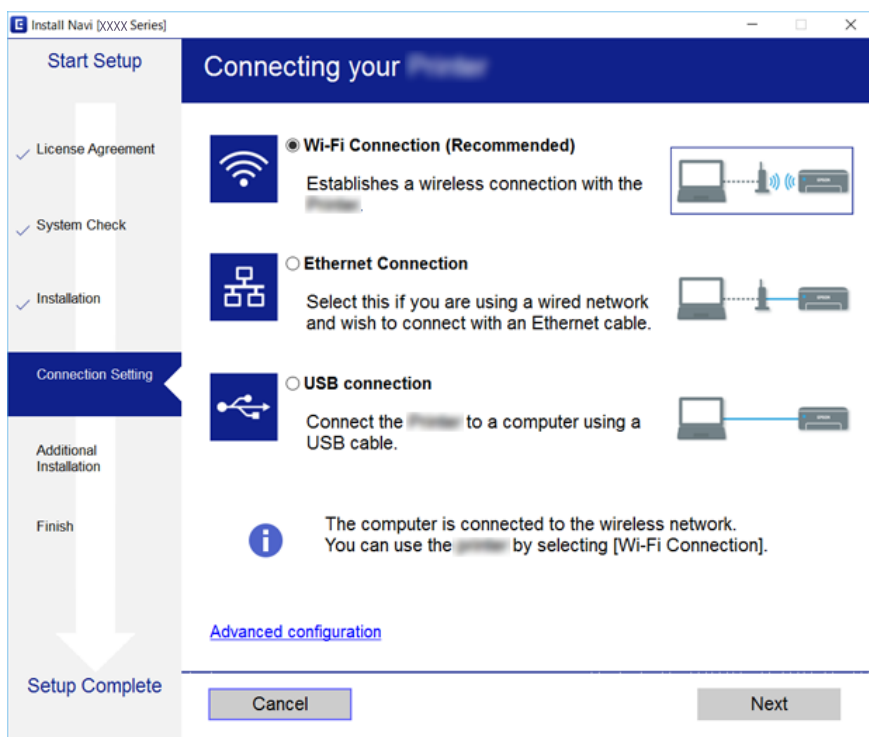 Install Navi [XXXX Series]
Start Setup
License Agreement
System Check
Installation
Connection Setting
Additional
Installation
Finish
Setup Complete
Connecting your
Wi-Fi Connection (Recommended)
Establishes a wireless connection with the
.
Ethernet Connection
Select this if you are using a wired network
and wish to connect with an Ethernet cable.
USB connection
Connect the to a computer using a
USB cable.
The computer is connected to the wireless network.
You can use the by selecting [Wi-Fi Connection].
Advanced configuration
Cancel
Next